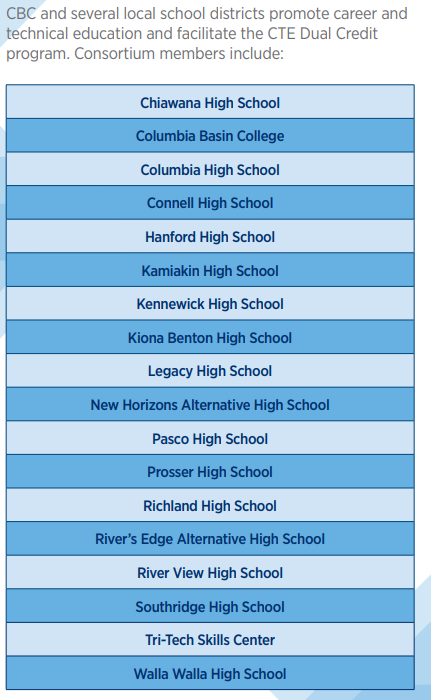 CBC and several local school districts promote career and
technical education and facilitate the CTE Dual Credit
program. Consortium members include:
Chiawana High School
Columbia Basin College
Columbia High School
Connell High School
Hanford High School
Kamiakin High School
Kennewick High School
Kiona Benton High School
Legacy High School
New Horizons Alternative High School
Pasco High School
Prosser High School
Richland High School
River’s Edge Alternative High School
River View High School
Southridge High School
Tri-Tech Skills Center
Walla Walla High School